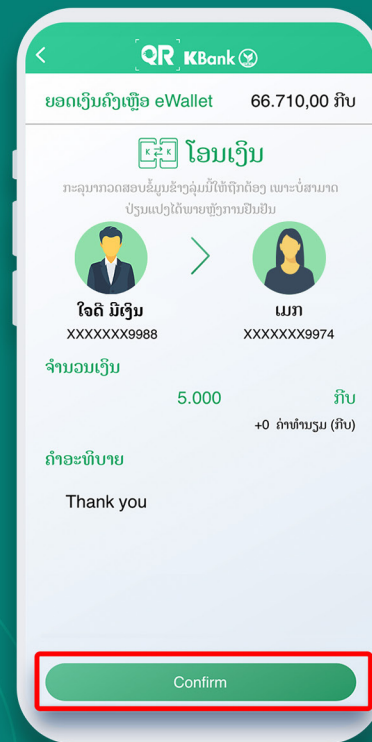 QR KBank
ຍອດເງິນຄົງເຫຼືອ eWallet 66.710,00 ກີບ
ໂອນເງິນ
ກະລຸນາກວດສອບຂໍ້ມູນຂ້າງລຸ່ມນີ້ໃຫ້ຖືກຕ້ອງ ເພາະບໍ່ສາມາດ
ປ່ຽນແປງໄດ້ພາຍຫຼັງການຢືນຢັນ
ໃຈດີ ມີເງິນ ເມກ
XXXXXXX9988 XXXXXXX9974
ຈຳນວນເງິນ
5.000 ກີບ
+0 ຄ່າທຳນຽມ (ກີບ)
ຄຳອະທິບາຍ
Thank you
Confirm